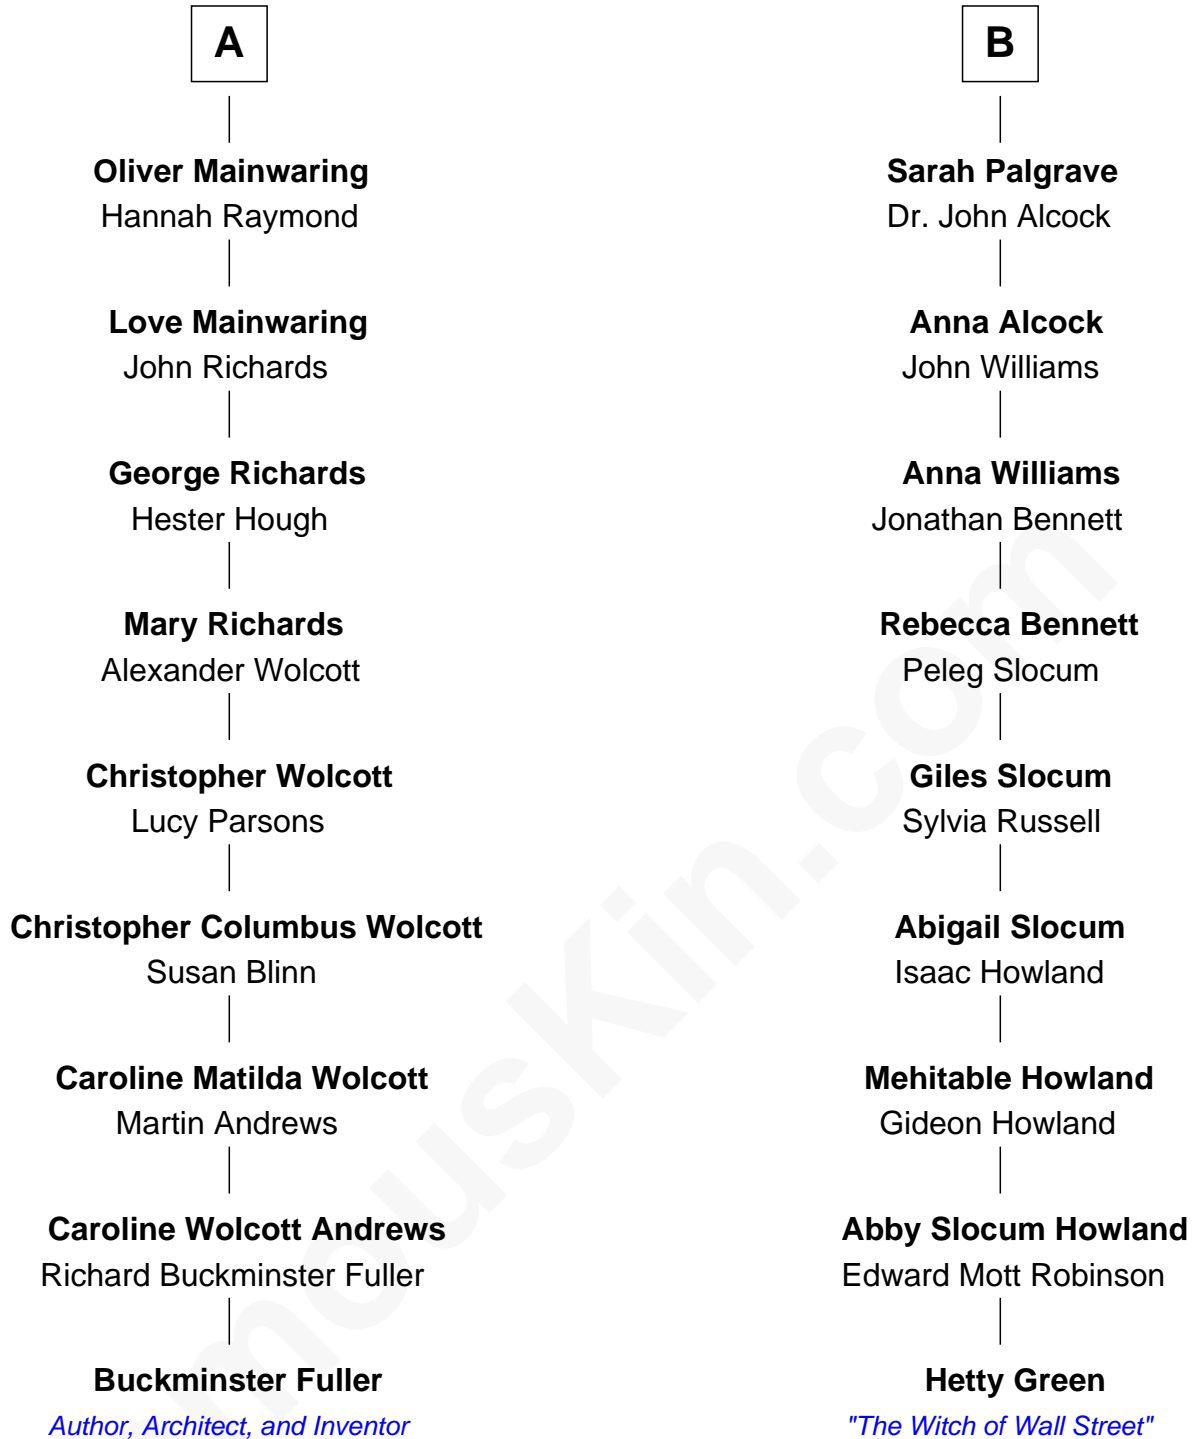 A
Oliver Mainwaring
Hannah Raymond
Love Mainwaring
John Richards
George Richards
Hester Hough
Mary Richards
Alexander Wolcott
Christopher Wolcott
Lucy Parsons
Christopher Columbus Wolcott
Susan Blinn
Caroline Matilda Wolcott
Martin Andrews
Caroline Wolcott Andrews
Richard Buckminster Fuller
Buckminster Fuller
Author, Architect, and Inventor
B
Sarah Palgrave
Dr. John Alcock
Anna Alcock
John Williams
Anna Williams
Jonathan Bennett
Rebecca Bennett
Peleg Slocum
Giles Slocum
Sylvia Russell
Abigail Slocum
Isaac Howland
Mehitable Howland
Gideon Howland
Abby Slocum Howland
Edward Mott Robinson
Hetty Green
"The Witch of Wall Street"
mousKin.com